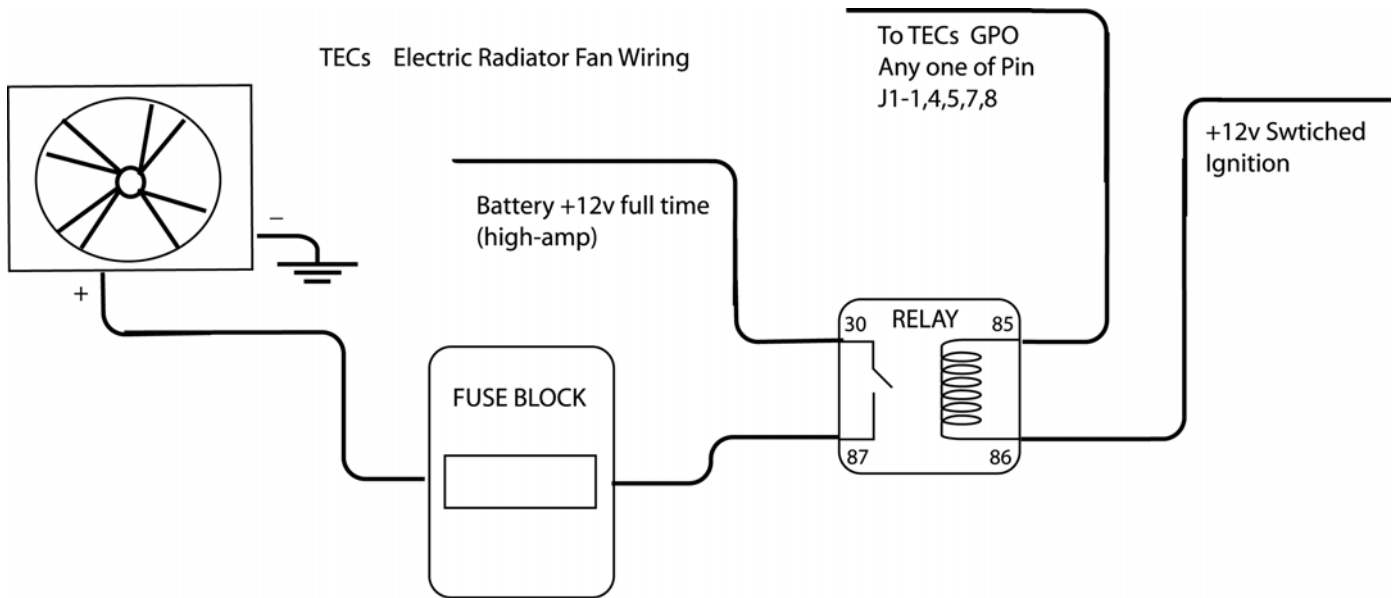 TECs Electric Radiator Fan Wiring
To TECs GPO
Any one of Pin
J1-1,4,5,7,8
+12v Swtiched
Ignition
Battery +12v full time
(high-amp)
−
+
30
RELAY
85
87
86
FUSE BLOCK